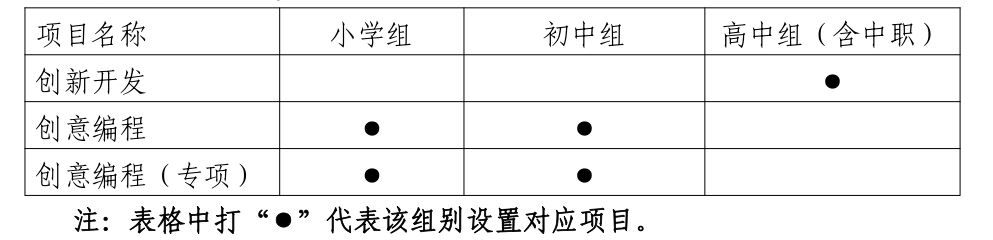 项目名称 小学组 初中组 高中组（含中职）
创新开发 ●
创意编程 ● ●
创意编程（专项） ● ●
注：表格中打“●”代表该组别设置对应项目。